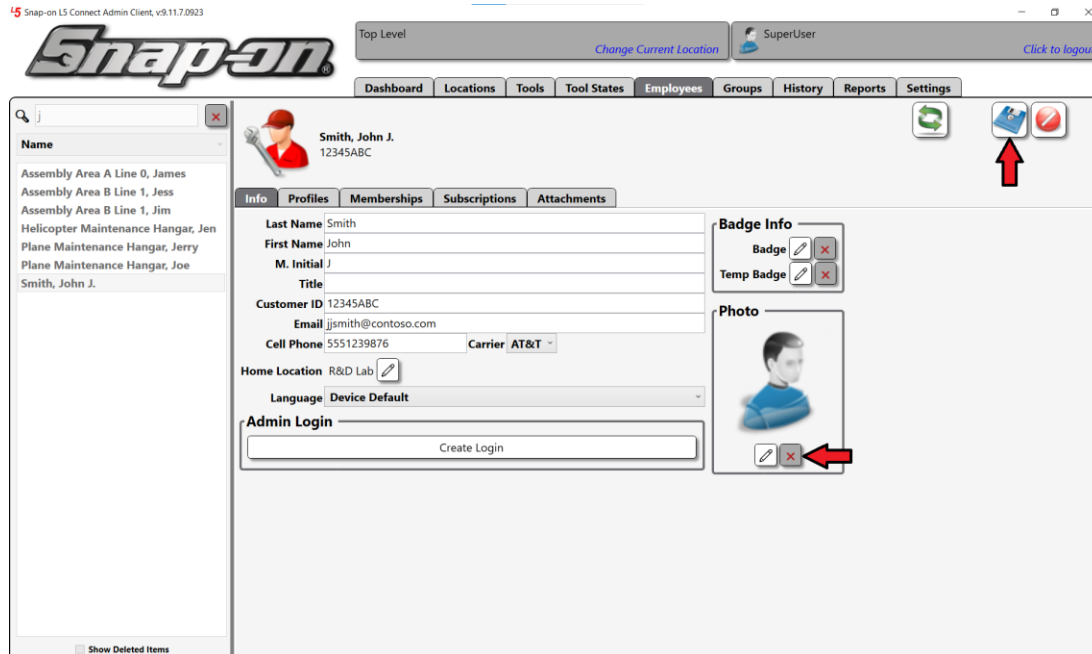 L5 Snap-on L5 Connect Admin Client, v:9.11.7.0923
Snap-on®
Top Level
Change Current Location
SuperUser
Click to logou
Dashboard Locations Tools Tool States Employees Groups History Reports Settings
j
Name
Assembly Area A Line 0, James
Assembly Area B Line 1, Jess
Assembly Area B Line 1, Jim
Helicopter Maintenance Hangar, Jen
Plane Maintenance Hangar, Jerry
Plane Maintenance Hangar, Joe
Smith, John J.
Show Deleted Items
Smith, John J.
12345ABC
Info Profiles Memberships Subscriptions Attachments
Last Name Smith
First Name John
M. Initial J
Title
Customer ID 12345ABC
Email jjsmith@contoso.com
Cell Phone 5551239876 Carrier AT&T
Home Location R&D Lab
Language Device Default
Admin Login
Create Login
Badge Info
Badge
Temp Badge
Photo